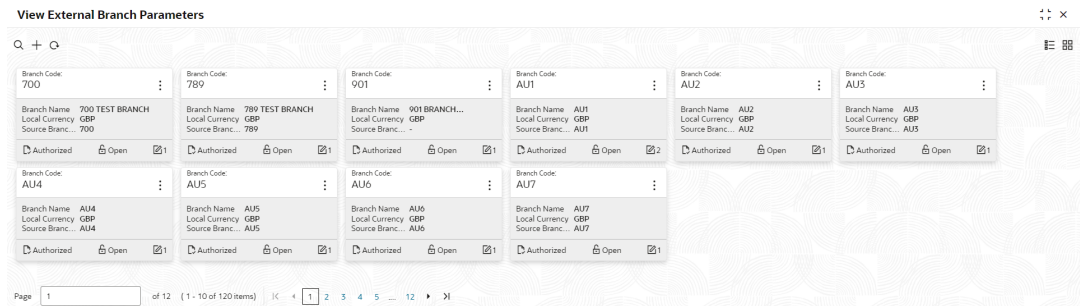 View External Branch Parameters
Branch Code:
700
Branch Name 700 TEST BRANCH
Local Currency GBP
Source Branc... 700
Authorized Open 1
Branch Code:
789
Branch Name 789 TEST BRANCH
Local Currency GBP
Source Branc... 789
Authorized Open 1
Branch Code:
901
Branch Name 901 BRANCH...
Local Currency GBP
Source Branc... -
Authorized Open 1
Branch Code:
AU1
Branch Name AU1
Local Currency GBP
Source Branc... AU1
Authorized Open 2
Branch Code:
AU2
Branch Name AU2
Local Currency GBP
Source Branc... AU2
Authorized Open 1
Branch Code:
AU3
Branch Name AU3
Local Currency GBP
Source Branc... AU3
Authorized Open 1
Branch Code:
AU4
Branch Name AU4
Local Currency GBP
Source Branc... AU4
Authorized Open 1
Branch Code:
AU5
Branch Name AU5
Local Currency GBP
Source Branc... AU5
Authorized Open 1
Branch Code:
AU6
Branch Name AU6
Local Currency GBP
Source Branc... AU6
Authorized Open 1
Branch Code:
AU7
Branch Name AU7
Local Currency GBP
Source Branc... AU7
Authorized Open 1
Page 1 of 12 (1 - 10 of 120 items) 1 2 3 4 5 ... 12